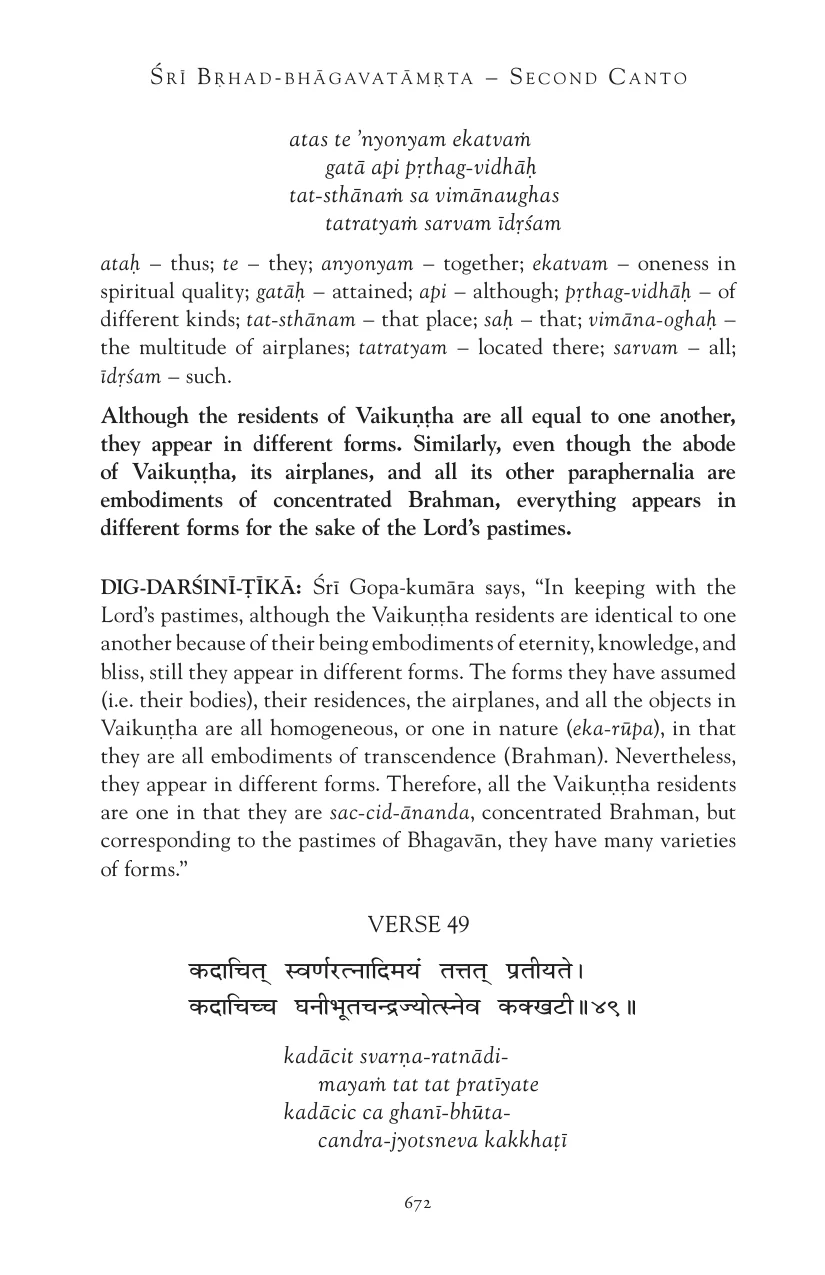 Śrī Bṛhad-bhāgavatāmṛta – Second Canto
atas te ’nyonyam ekatvaṁ
gatā api pṛthag-vidhāḥ
tat-sthānaṁ sa vimānaughas
tatratyaṁ sarvam īdṛśam
ataḥ – thus; te – they; anyonyam – together; ekatvam – oneness in
spiritual quality; gatāḥ – attained; api – although; pṛthag-vidhāḥ – of
different kinds; tat-sthānam – that place; saḥ – that; vimāna-oghaḥ –
the multitude of airplanes; tatratyam – located there; sarvam – all;
īdṛśam – such.
Although the residents of Vaikuṇṭha are all equal to one another,
they appear in different forms. Similarly, even though the abode
of Vaikuṇṭha, its airplanes, and all its other paraphernalia are
embodiments of concentrated Brahman, everything appears in
different forms for the sake of the Lord’s pastimes.
DIG-DARŚINĪ-ṬĪKĀ: Śrī Gopa-kumāra says, “In keeping with the
Lord’s pastimes, although the Vaikuṇṭha residents are identical to one
another because of their being embodiments of eternity, knowledge, and
bliss, still they appear in different forms. The forms they have assumed
(i.e. their bodies), their residences, the airplanes, and all the objects in
Vaikuṇṭha are all homogeneous, or one in nature (eka-rūpa), in that
they are all embodiments of transcendence (Brahman). Nevertheless,
they appear in different forms. Therefore, all the Vaikuṇṭha residents
are one in that they are sac-cid-ānanda, concentrated Brahman, but
corresponding to the pastimes of Bhagavān, they have many varieties
of forms.”
VERSE 49
कदाचित् स्वर्णरत्नादिमयं तत्तत् प्रतीयते।
कदाचिच्च घनीभूतचन्द्रज्योत्स्नेव कक्खटी॥४९॥
kadācit svarṇa-ratnādi-
mayaṁ tat tat pratīyate
kadācic ca ghanī-bhūta-
candra-jyotsneva kakkhaṭī
672